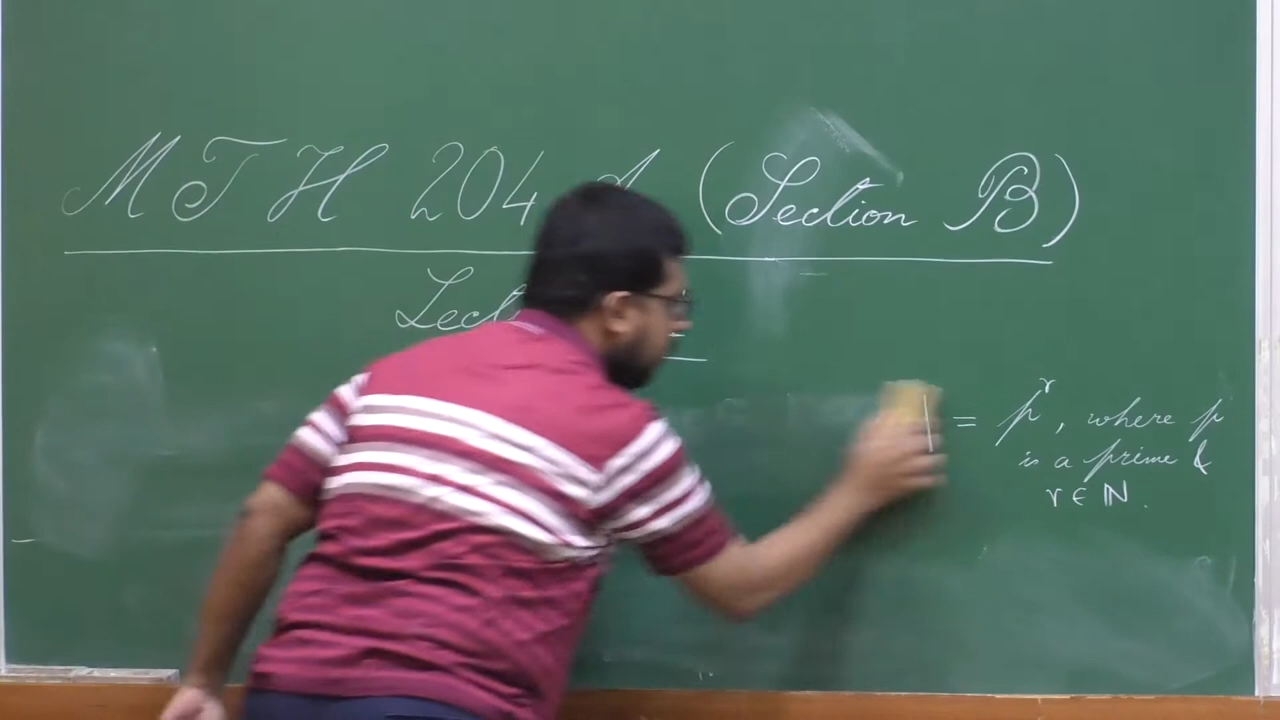 MTH 204 A (Section B)
Lect
| = p^r, where p
is a prime &
r ∈ ℕ.